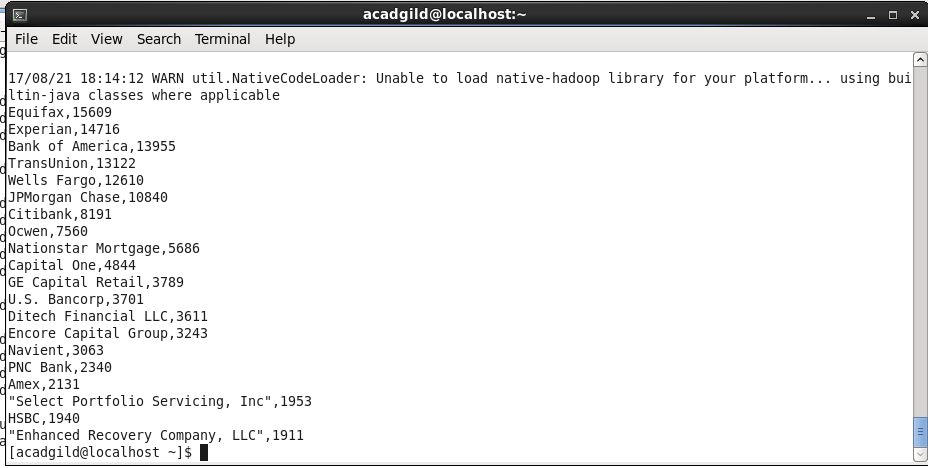 acadgild@localhost:~
File Edit View Search Terminal Help
17/08/21 18:14:12 WARN util.NativeCodeLoader: Unable to load native-hadoop library for your platform... using bui
ltin-java classes where applicable
Equifax,15609
Experian,14716
Bank of America,13955
TransUnion,13122
Wells Fargo,12610
JPMorgan Chase,10840
Citibank,8191
Ocwen,7560
Nationstar Mortgage,5686
Capital One,4844
GE Capital Retail,3789
U.S. Bancorp,3701
Ditech Financial LLC,3611
Encore Capital Group,3243
Navient,3063
PNC Bank,2340
Amex,2131
"Select Portfolio Servicing, Inc",1953
HSBC,1940
"Enhanced Recovery Company, LLC",1911
[acadgild@localhost ~]$